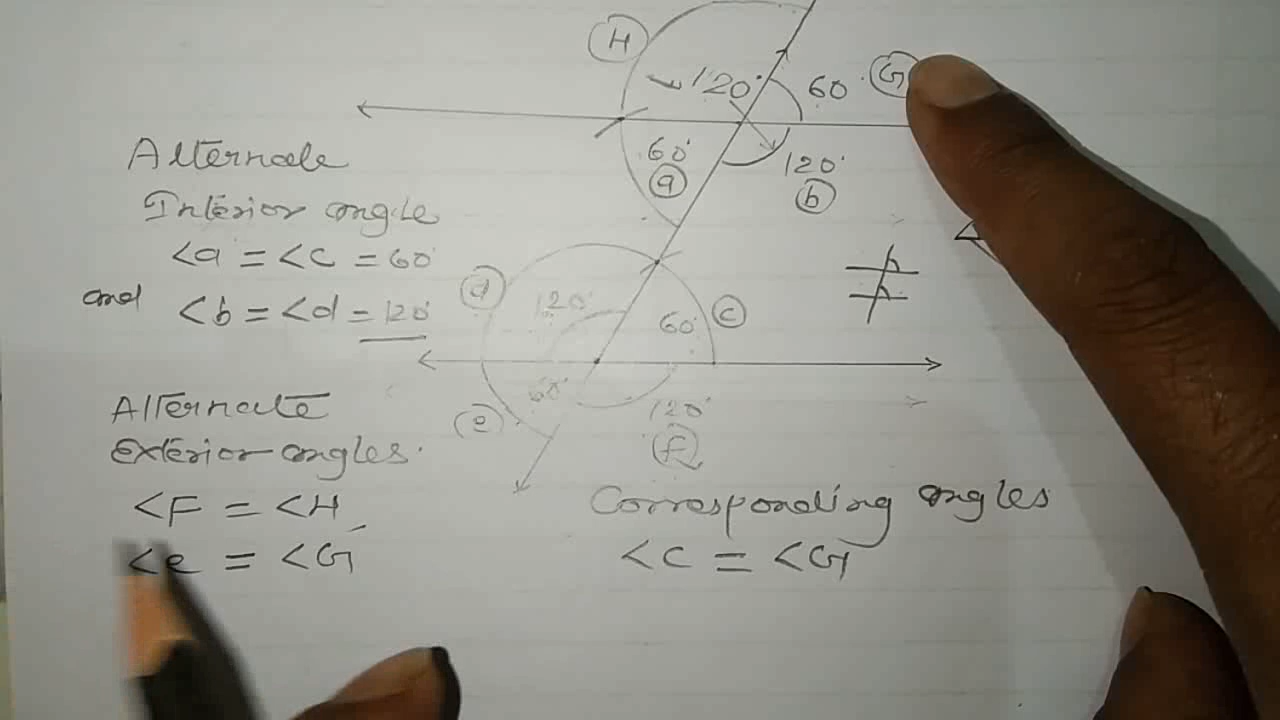 H
120°
60°
G
60°
a
120°
b
Alternate
Interior angle
<a = <c = 60°
and <b = <d = 120°
d
120°
60°
c
60°
e
120°
F
Alternate
Exterior angles.
<F = <H
<e = <G
Corresponding angles
<c = <G